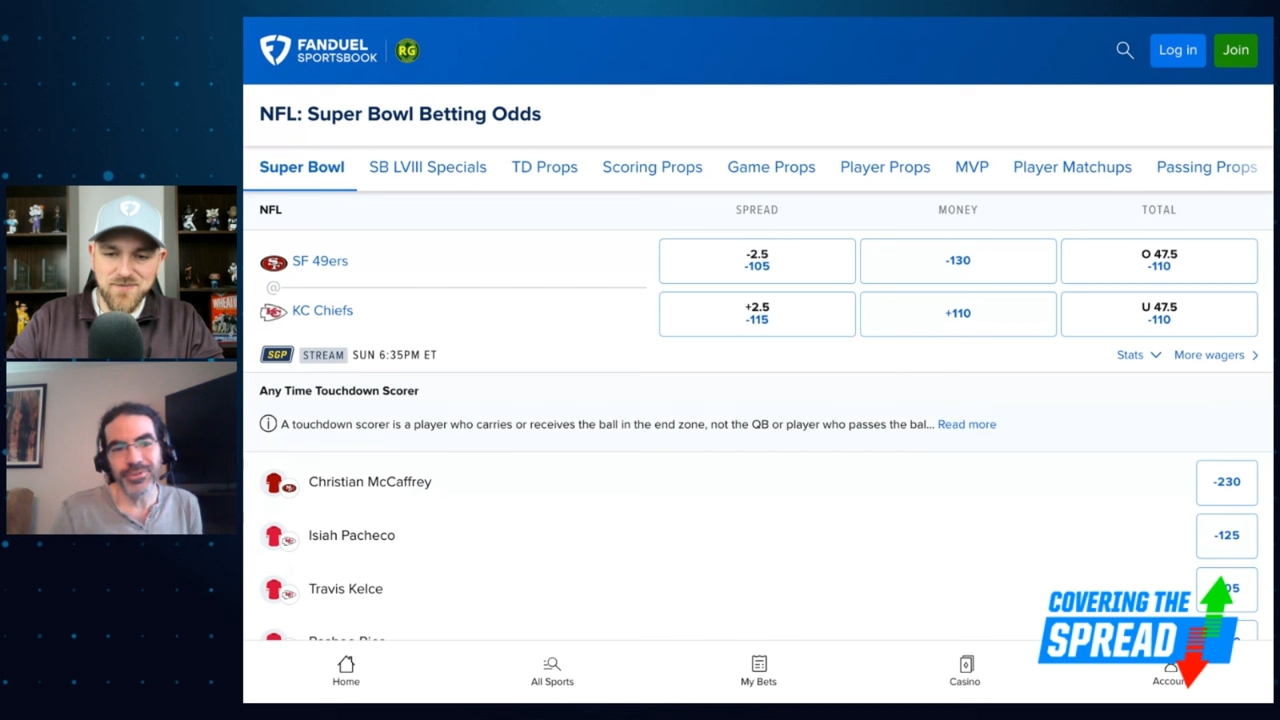 FANDUEL
SPORTSBOOK
RG
Log in
Join
NFL: Super Bowl Betting Odds
Super Bowl SB LVIII Specials TD Props Scoring Props Game Props Player Props MVP Player Matchups Passing Props
NFL SPREAD MONEY TOTAL
SF 49ers
-2.5
-105
-130
O 47.5
-110
@
KC Chiefs
+2.5
-115
+110
U 47.5
-110
SGP STREAM SUN 6:35PM ET
Stats More wagers
Any Time Touchdown Scorer
A touchdown scorer is a player who carries or receives the ball in the end zone, not the QB or player who passes the bal... Read more
Christian McCaffrey -230
Isiah Pacheco -125
Travis Kelce
COVERING THE
SPREAD
Home All Sports My Bets Casino
WHEATIES